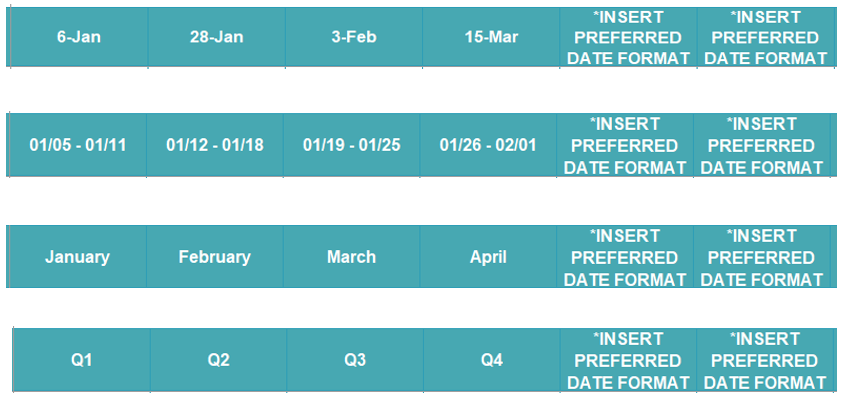 6-Jan 28-Jan 3-Feb 15-Mar *INSERT PREFERRED DATE FORMAT *INSERT PREFERRED DATE FORMAT
01/05 - 01/11 01/12 - 01/18 01/19 - 01/25 01/26 - 02/01 *INSERT PREFERRED DATE FORMAT *INSERT PREFERRED DATE FORMAT
January February March April *INSERT PREFERRED DATE FORMAT *INSERT PREFERRED DATE FORMAT
Q1 Q2 Q3 Q4 *INSERT PREFERRED DATE FORMAT *INSERT PREFERRED DATE FORMAT